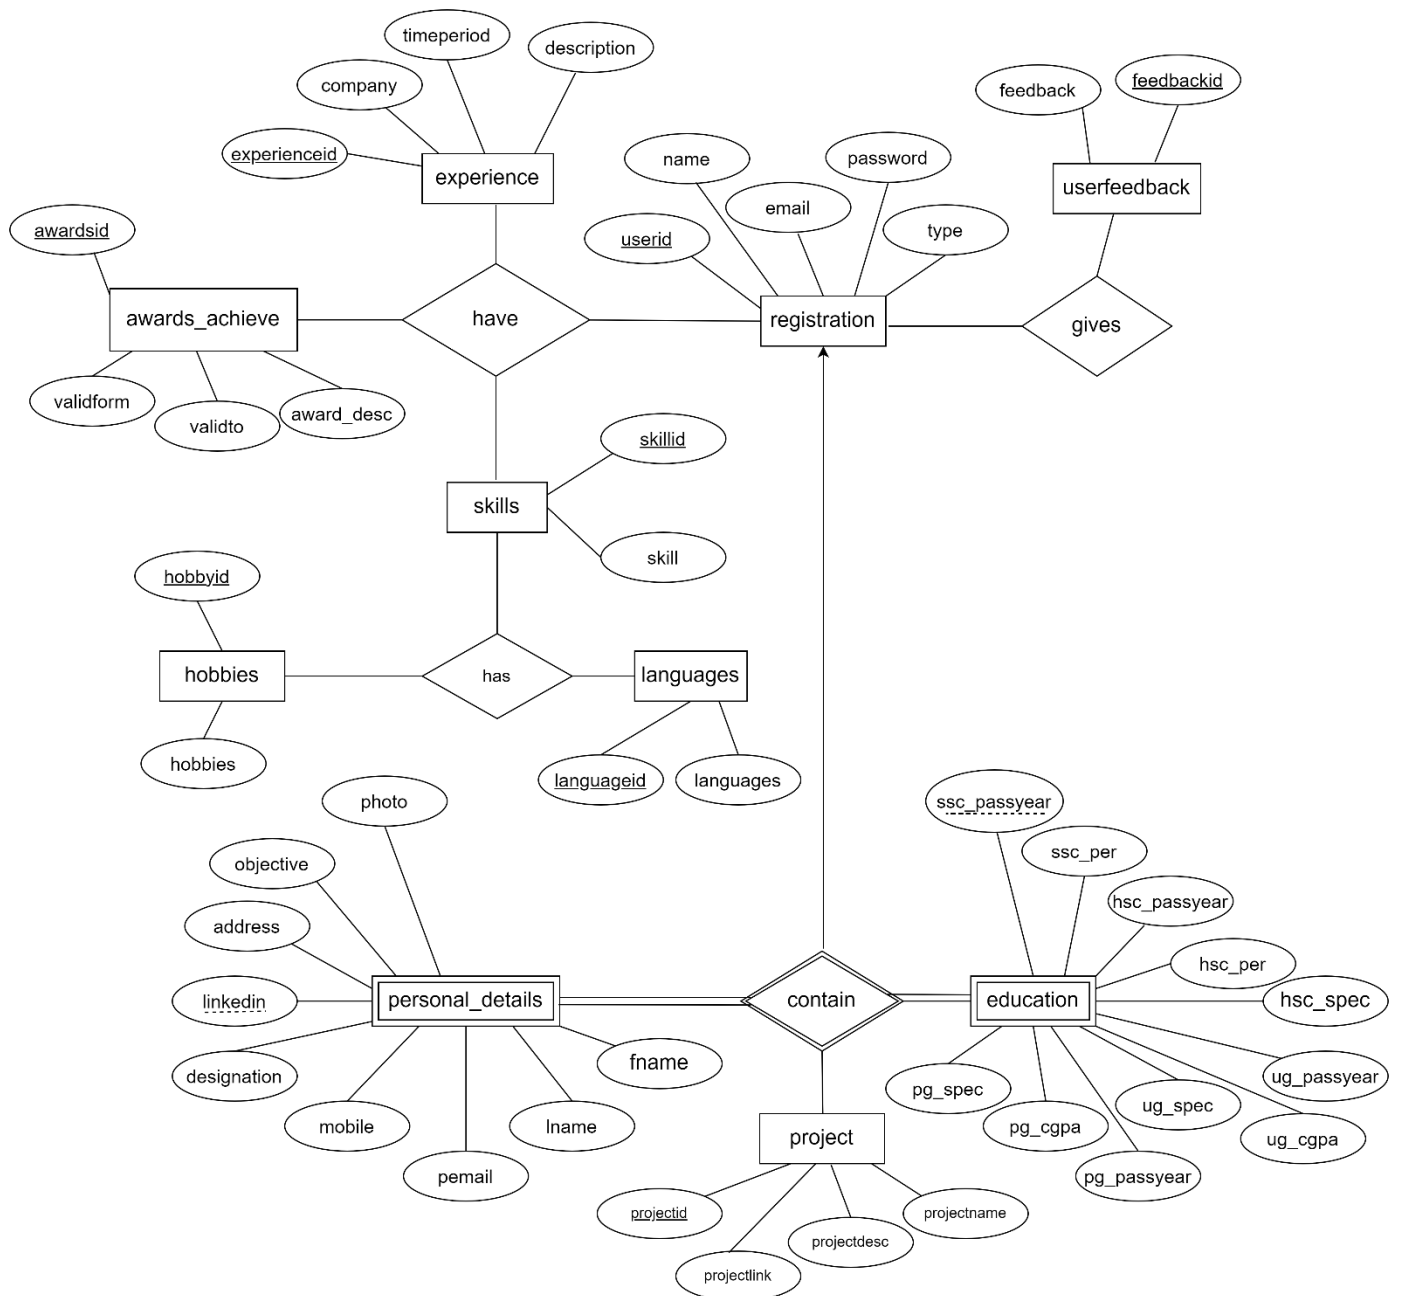 timeperiod
description
company
experienceid
experience
feedback
feedbackid
userfeedback
name
password
email
userid
type
registration
gives
awardsid
awards_achieve
have
validform
validto
award_desc
skillid
skills
skill
hobbyid
hobbies
has
languages
hobbies
languageid
languages
photo
objective
address
linkedin
personal_details
designation
mobile
pemail
lname
fname
contain
ssc_passyear
ssc_per
hsc_passyear
hsc_per
hsc_spec
education
ug_passyear
ug_cgpa
ug_spec
pg_passyear
pg_cgpa
pg_spec
project
projectid
projectlink
projectdesc
projectname